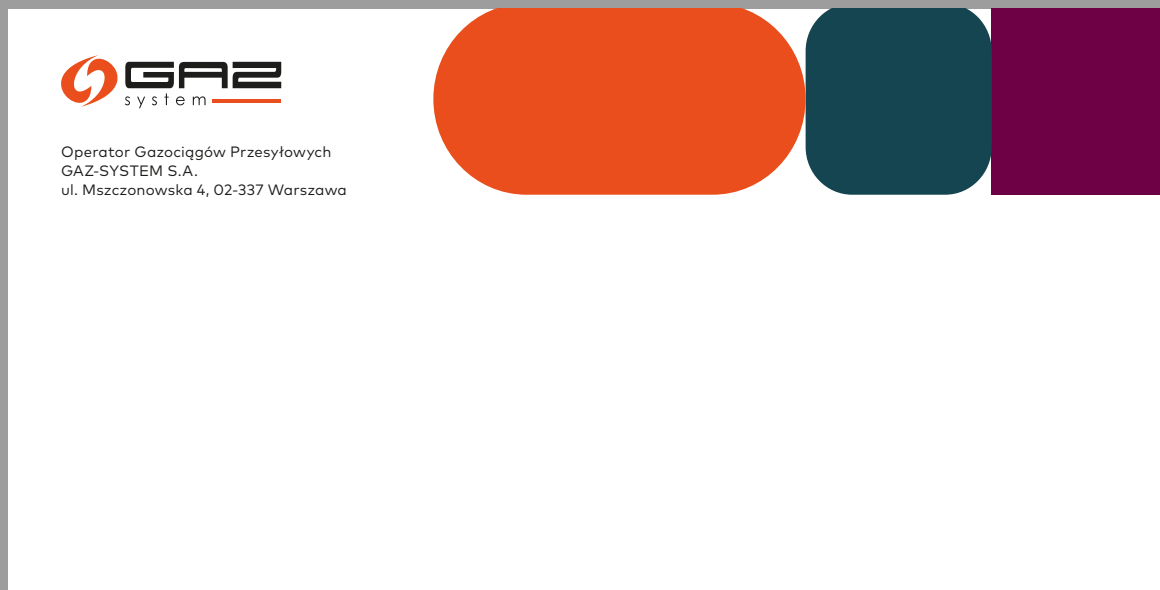 GAZ
system
Operator Gazociągów Przesyłowych
GAZ-SYSTEM S.A.
ul. Mszczonowska 4, 02-337 Warszawa